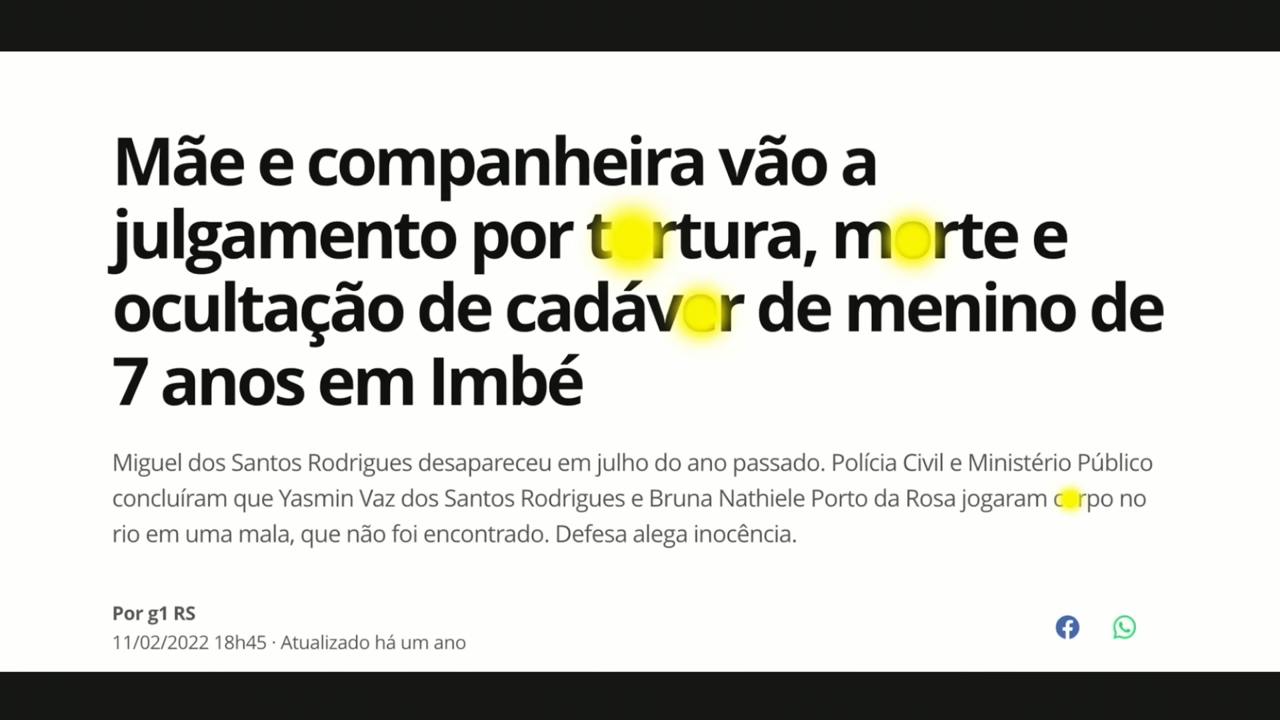 Mãe e companheira vão a
julgamento por tortura, morte e
ocultação de cadáver de menino de
7 anos em Imbé
Miguel dos Santos Rodrigues desapareceu em julho do ano passado. Polícia Civil e Ministério Público
concluíram que Yasmin Vaz dos Santos Rodrigues e Bruna Nathiele Porto da Rosa jogaram corpo no
rio em uma mala, que não foi encontrado. Defesa alega inocência.
Por g1 RS
11/02/2022 18h45 · Atualizado há um ano